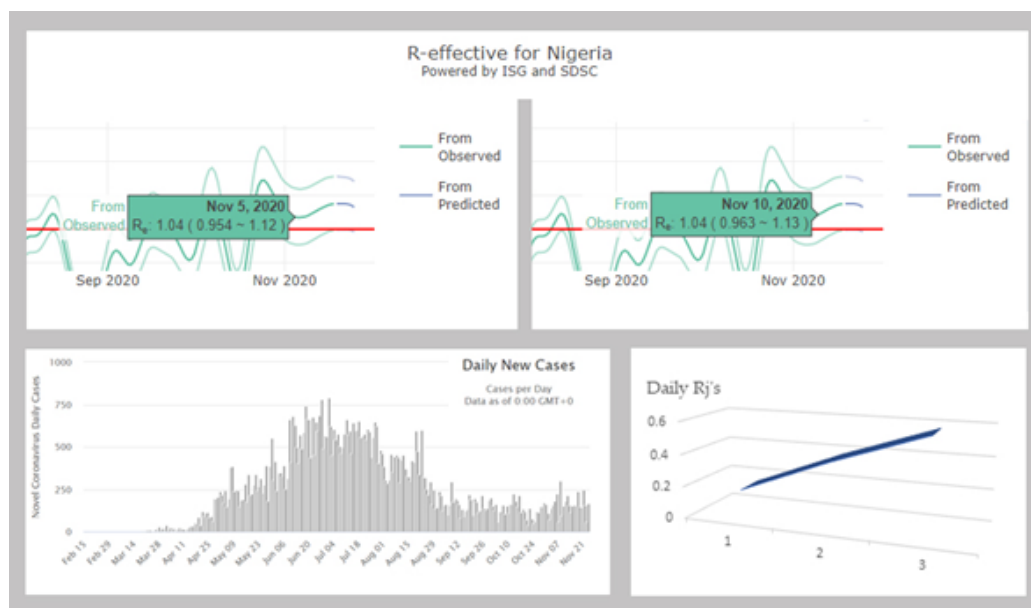 R-effective for Nigeria
Powered by ISG and SDSC
From
Observed
From
Predicted
From
Observed
Nov 5, 2020
Rₑ: 1.04 ( 0.954 ~ 1.12 )
Sep 2020
Nov 2020
From
Observed
From
Predicted
From
Observed
Nov 10, 2020
Rₑ: 1.04 ( 0.963 ~ 1.13 )
Sep 2020
Nov 2020
Daily New Cases
Cases per Day
Data as of 0:00 GMT+0
Novel Coronavirus Daily Cases
1000
750
500
250
0
Feb 15
Feb 29
Mar 14
Mar 28
Apr 11
Apr 25
May 09
May 23
Jun 06
Jun 20
Jul 04
Jul 18
Aug 01
Aug 15
Aug 29
Sep 12
Sep 26
Oct 10
Oct 24
Nov 07
Nov 21
Daily Rj's
0.6
0.4
0.2
0
1
2
3